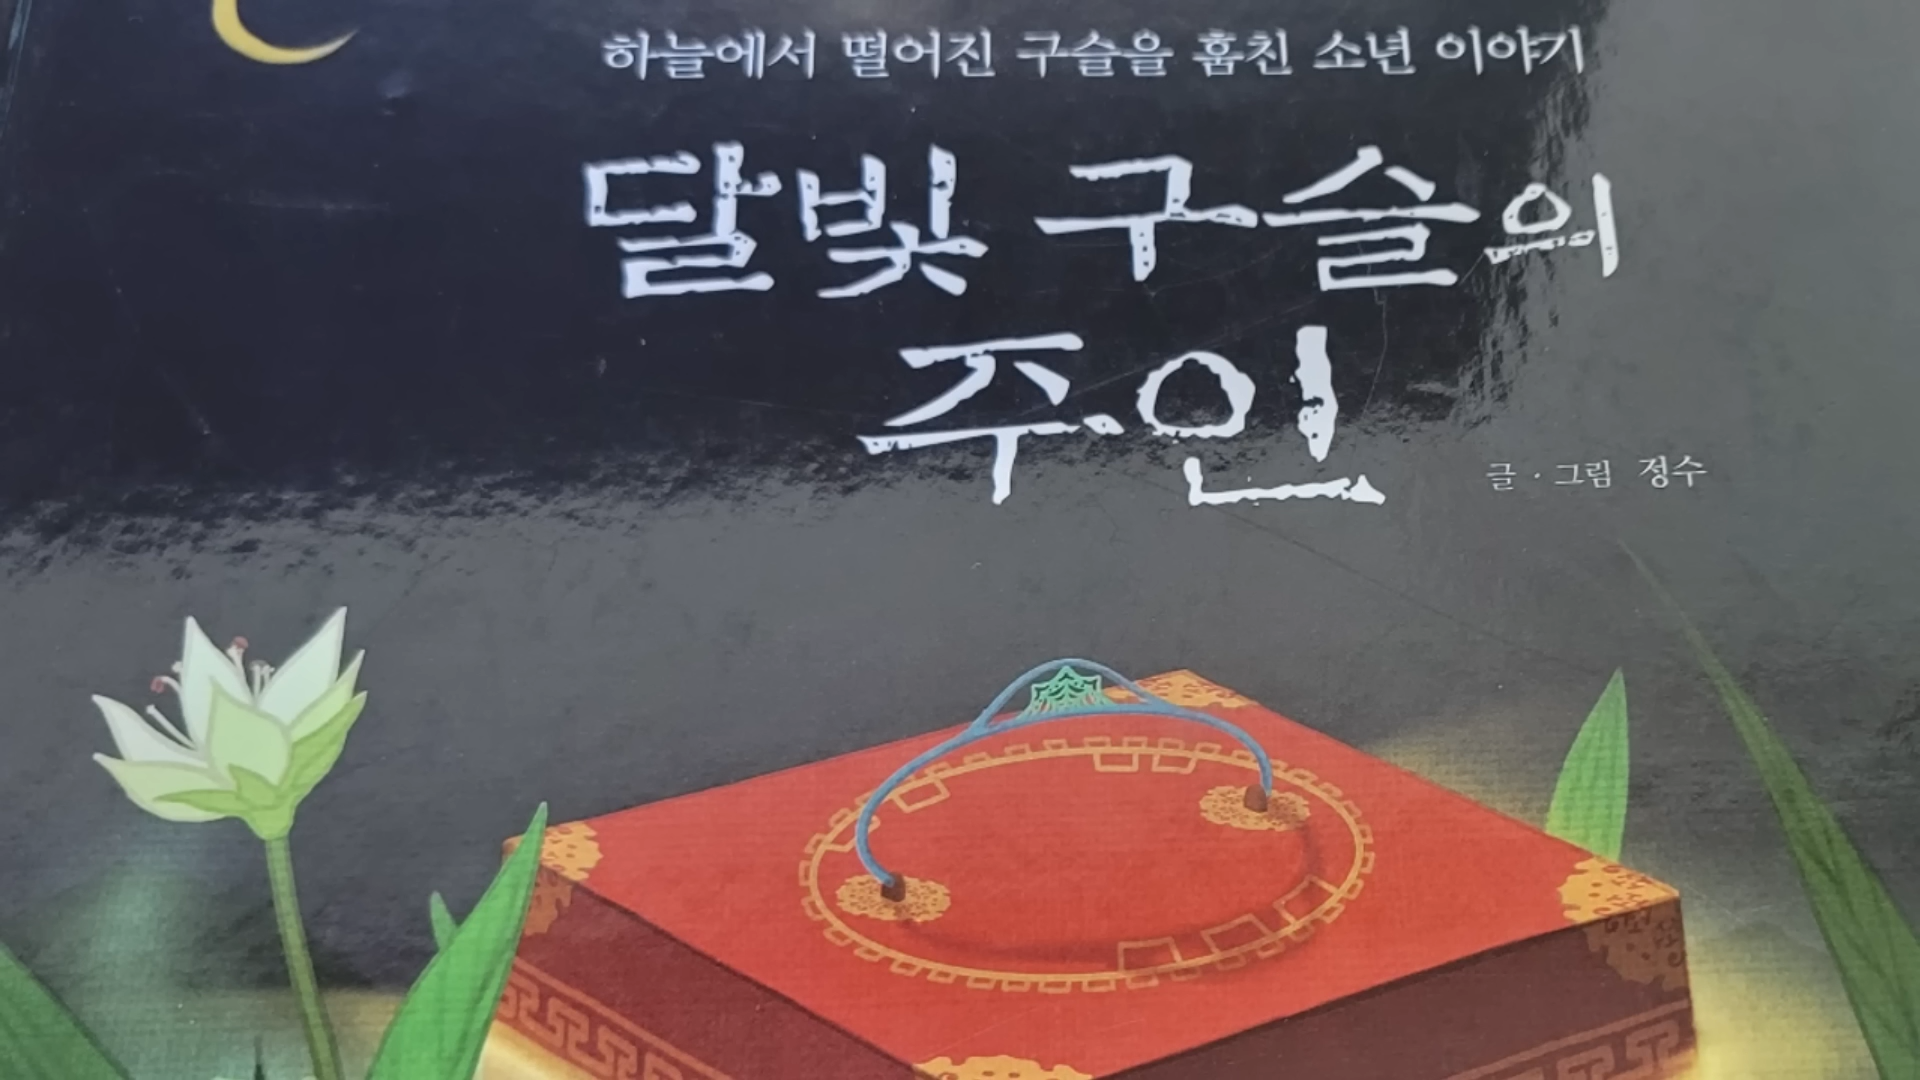 하늘에서 떨어진 구슬을 훔친 소년 이야기
달빛 구슬의
주인
글 · 그림 정수